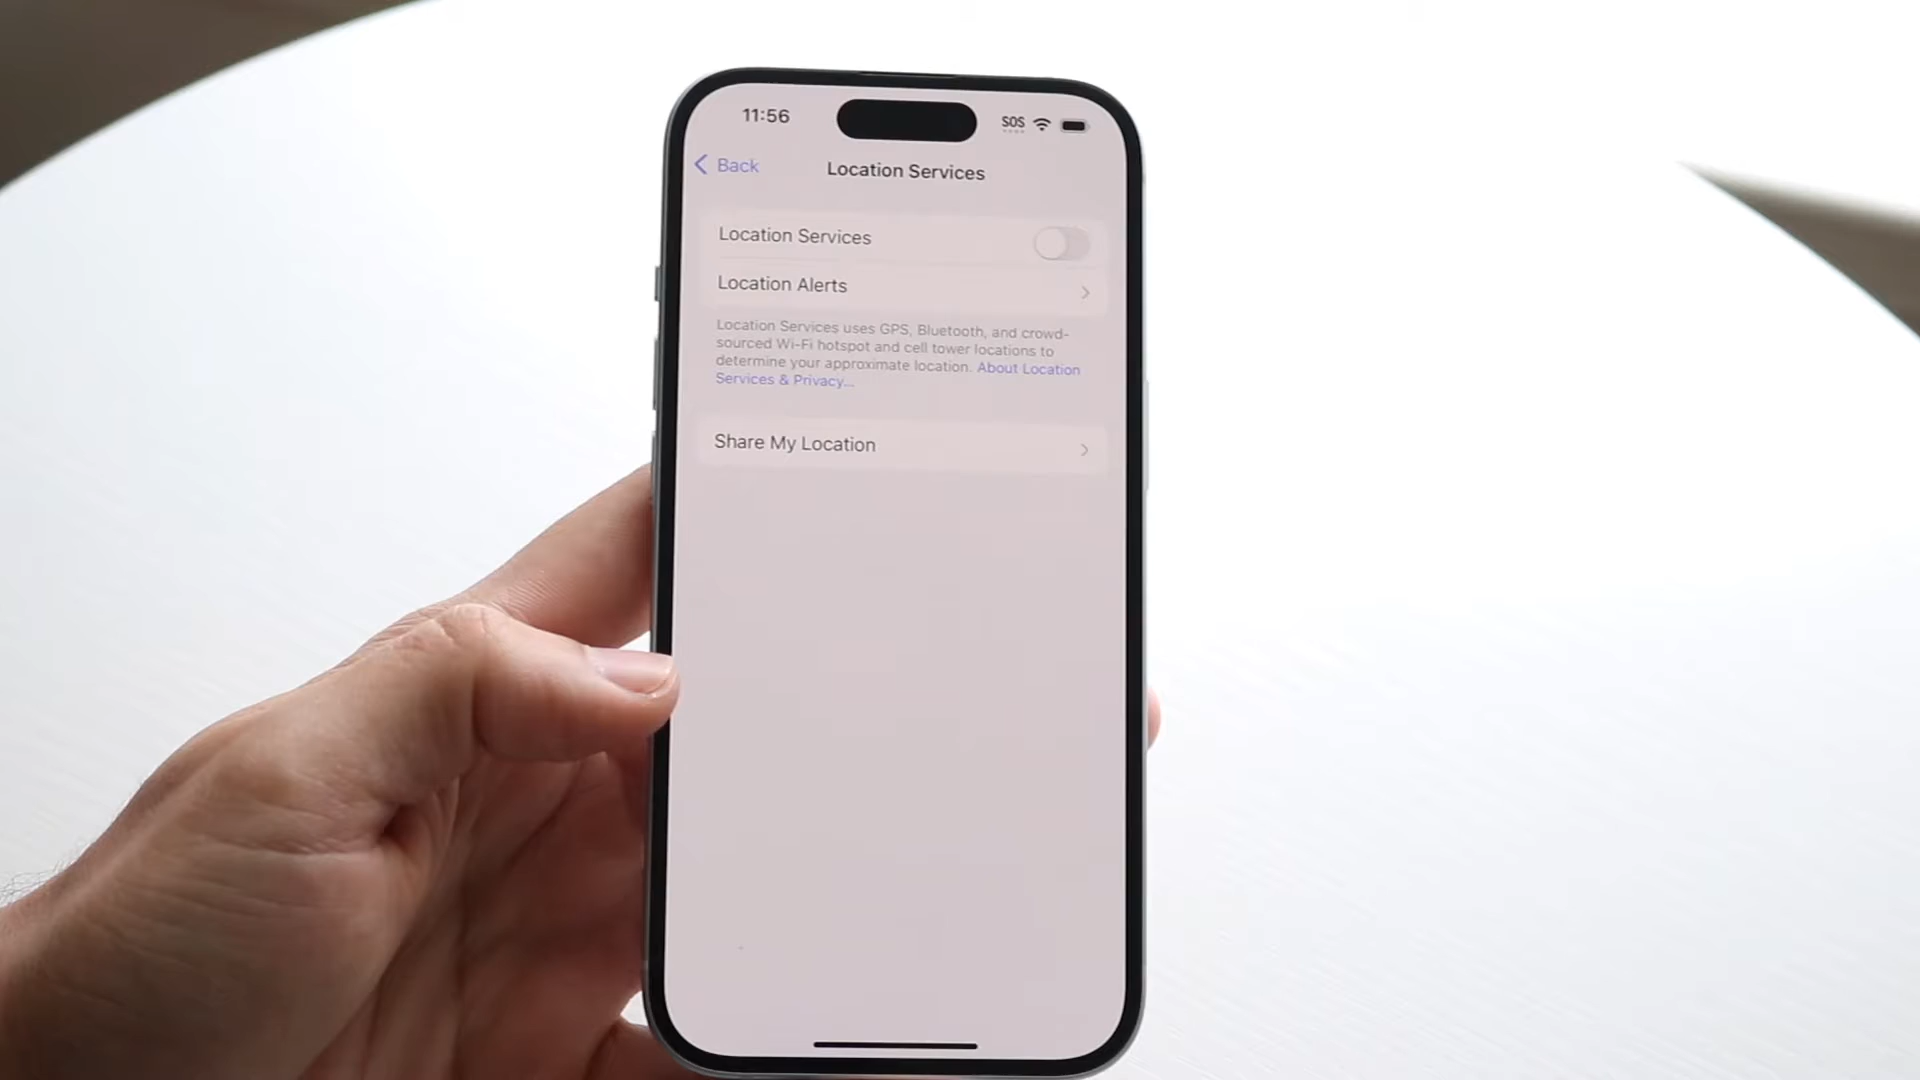 11:56
SOS
Back
Location Services
Location Services
Location Alerts
Location Services uses GPS, Bluetooth, and crowd-
sourced Wi-Fi hotspot and cell tower locations to
determine your approximate location. About Location
Services & Privacy...
Share My Location